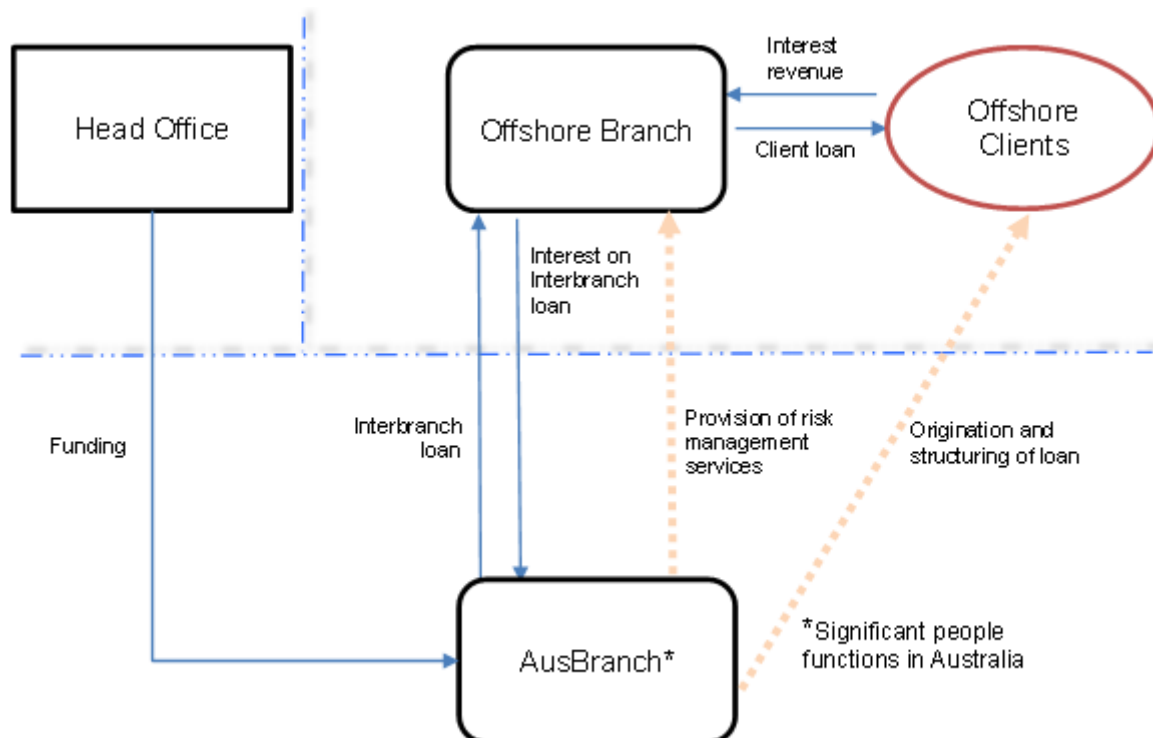 Head Office
Offshore Branch
Interest
revenue
Client loan
Offshore
Clients
Interest on
Interbranch
loan
Funding
Interbranch
loan
Provision of risk
management
services
Origination and
structuring of loan
AusBranch*
*Significant people
functions in Australia